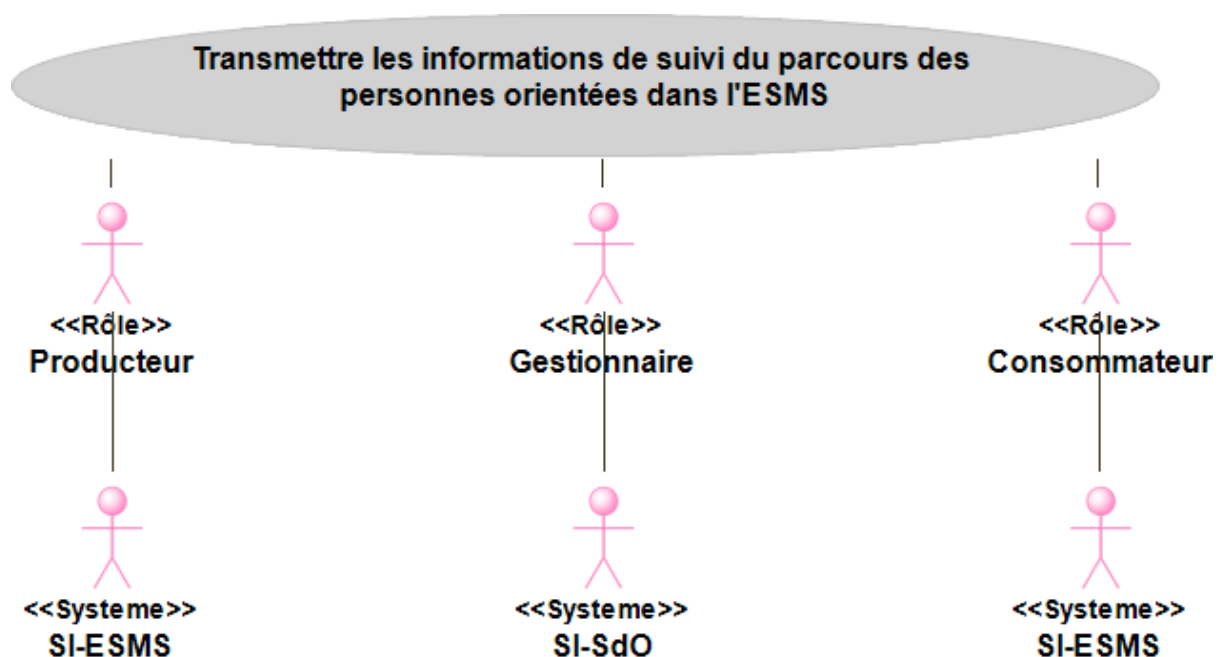 Transmettre les informations de suivi du parcours des
personnes orientées dans l'ESMS
<<Rôle>>
Producteur
<<Rôle>>
Gestionnaire
<<Rôle>>
Consommateur
<<Systeme>>
SI-ESMS
<<Systeme>>
SI-SdO
<<Systeme>>
SI-ESMS